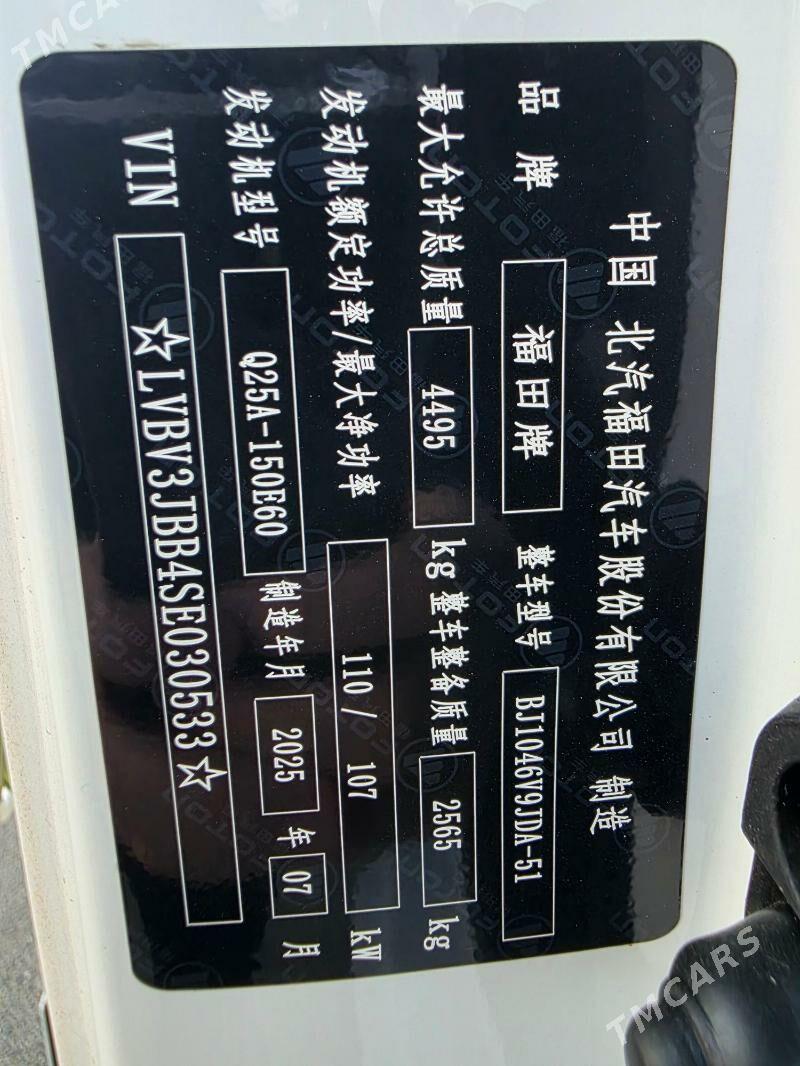 中国 北汽福田汽车股份有限公司 制造
品牌 福田牌 整车型号 BJ1046V9JDA-51
最大允许总质量 4495 kg 整车整备质量 2565 kg
发动机额定功率/最大净功率 110 / 107 kW
发动机型号 Q25A-150E60 制造年月 2025 年 07 月
VIN ☆LVBV3JBB4SE030533☆
TMCARS
TMCARS